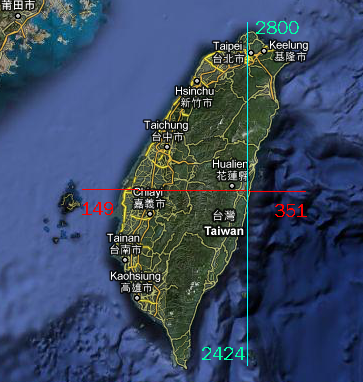 莆田市
2800
Taipei
台北市
Keelung
基隆市
Hsinchu
新竹市
Taichung
台中市
Hualien
花蓮縣
Chiayi
嘉義市
149
351
台灣
Taiwan
Tainan
台南市
Kaohsiung
高雄市
2424